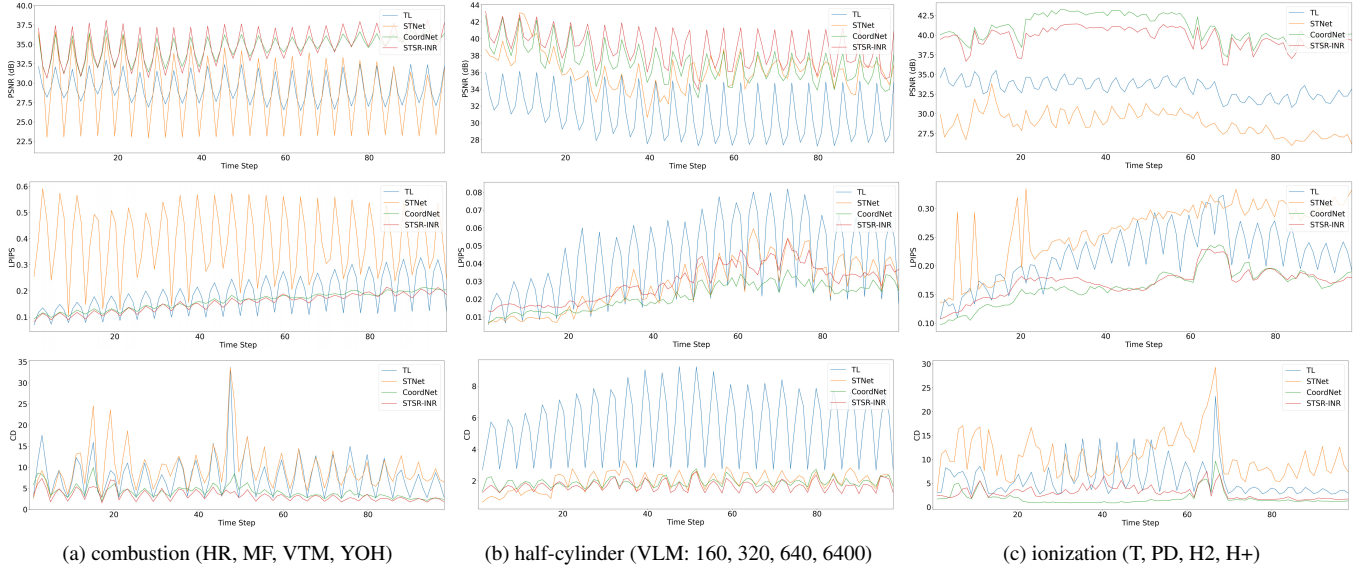 40.0
37.5
35.0
32.5
30.0
27.5
25.0
22.5
PSNR (dB)
20
40
60
80
Time Step
TL
STNet
CoordNet
STSR-INR
44
42
40
38
36
34
32
30
28
PSNR (dB)
20
40
60
80
Time Step
TL
STNet
CoordNet
STSR-INR
42.5
40.0
37.5
35.0
32.5
30.0
27.5
PSNR (dB)
20
40
60
80
Time Step
TL
STNet
CoordNet
STSR-INR
0.6
0.5
0.4
0.3
0.2
0.1
LPIPS
20
40
60
80
Time Step
TL
STNet
CoordNet
STSR-INR
0.08
0.07
0.06
0.05
0.04
0.03
0.02
0.01
0.00
LPIPS
20
40
60
80
Time Step
TL
STNet
CoordNet
STSR-INR
0.30
0.25
0.20
0.15
0.10
LPIPS
20
40
60
80
Time Step
TL
STNet
CoordNet
STSR-INR
35
30
25
20
15
10
5
0
CD
20
40
60
80
Time Step
TL
STNet
CoordNet
STSR-INR
8
6
4
2
CD
20
40
60
80
Time Step
TL
STNet
CoordNet
STSR-INR
30
25
20
15
10
5
0
CD
20
40
60
80
Time Step
TL
STNet
CoordNet
STSR-INR
(a) combustion (HR, MF, VTM, YOH)
(b) half-cylinder (VLM: 160, 320, 640, 6400)
(c) ionization (T, PD, H2, H+)